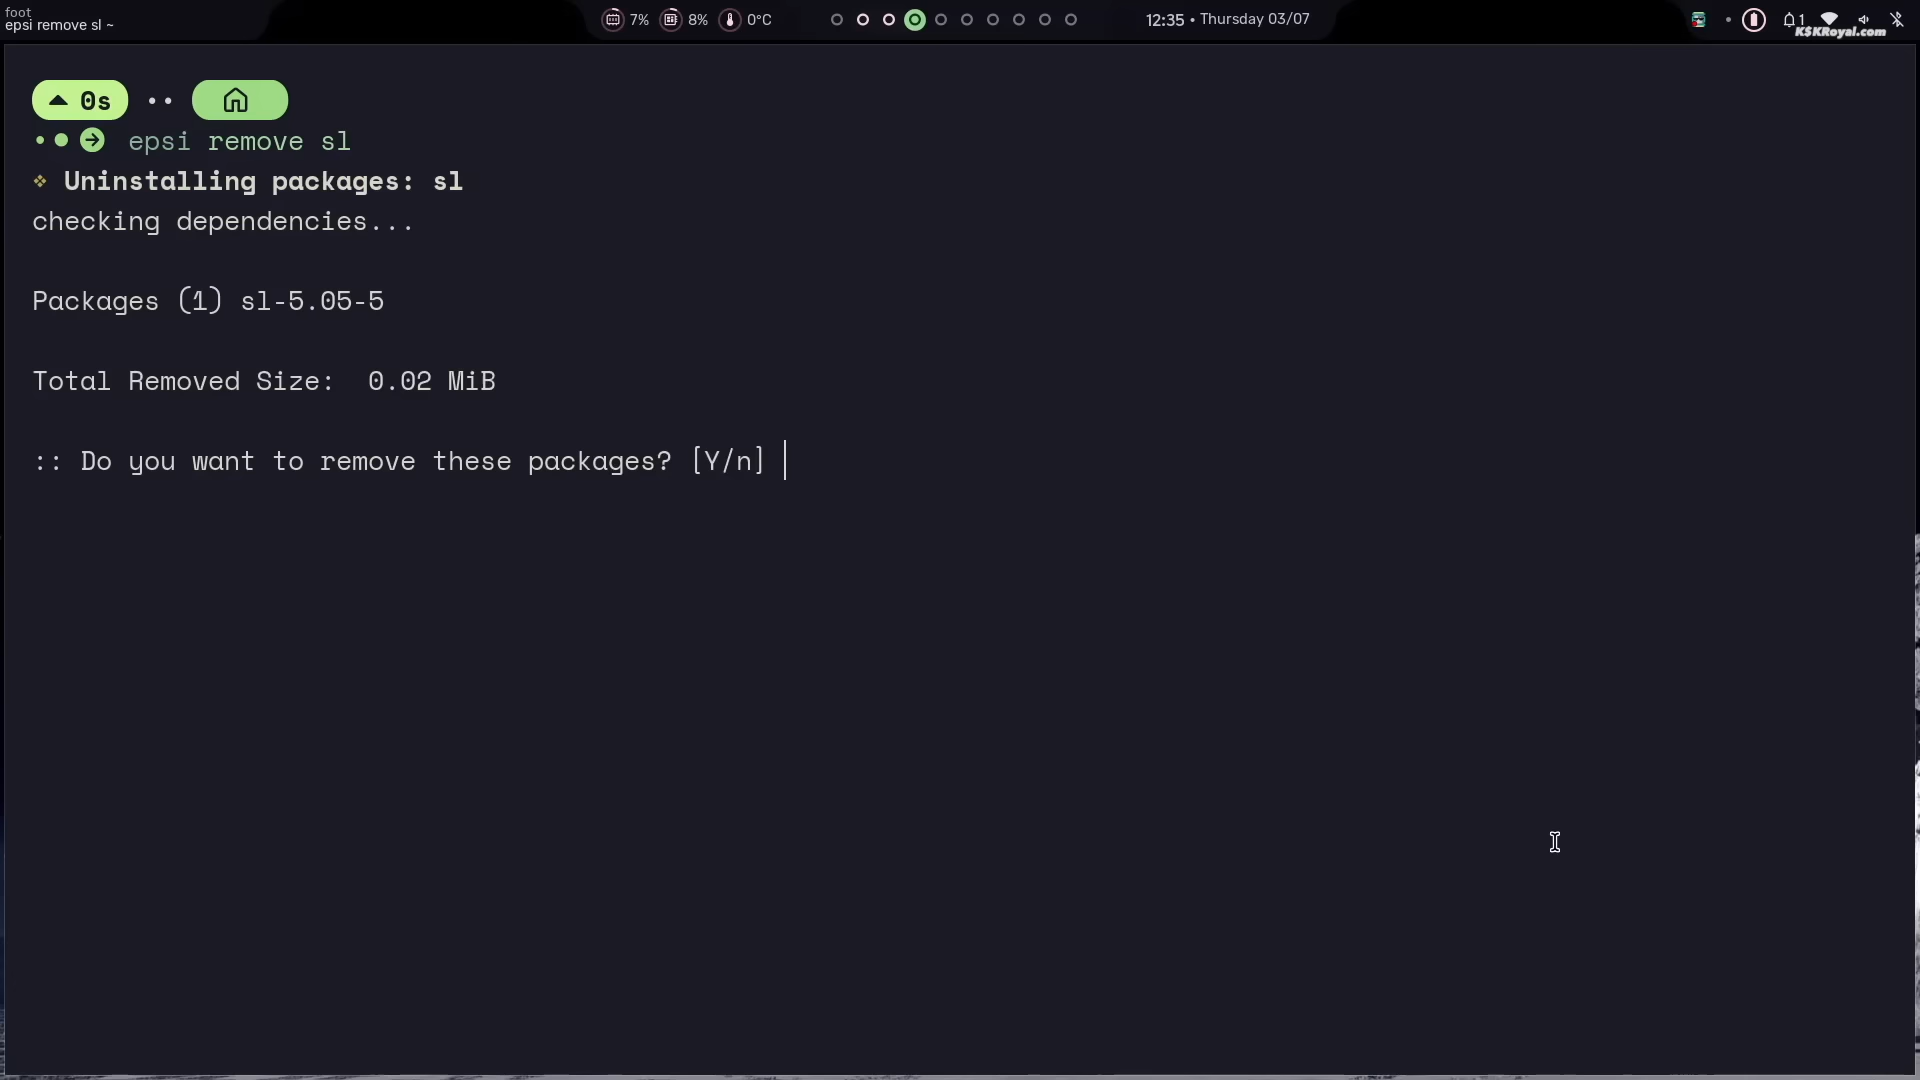 foot
epsi remove sl ~
7% 8% 0°C
12:35 • Thursday 03/07
1
K$KRoyal.com
0s ••
epsi remove sl
Uninstalling packages: sl
checking dependencies...
Packages (1) sl-5.05-5
Total Removed Size:  0.02 MiB
:: Do you want to remove these packages? [Y/n]